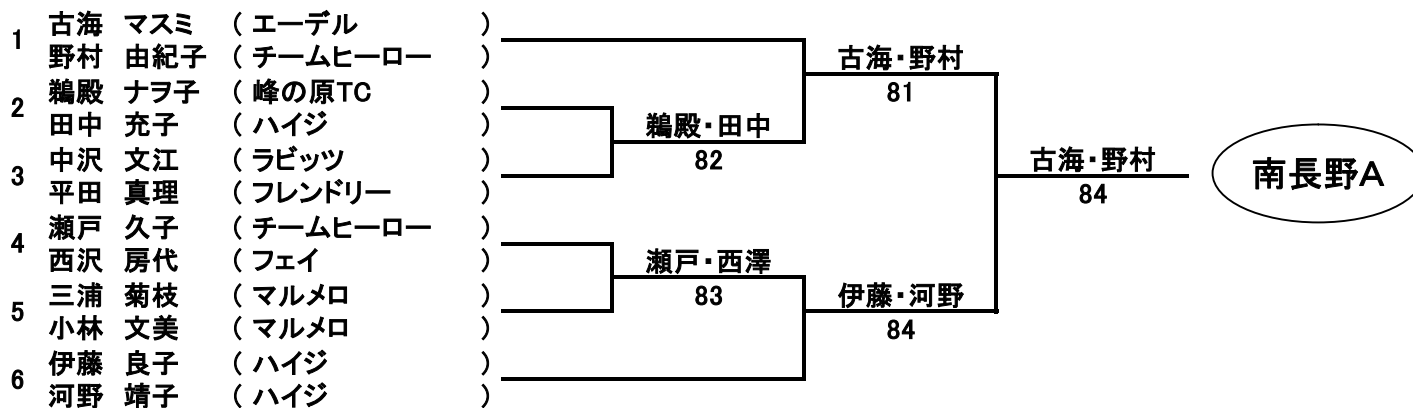 1
古海 マスミ ( エーデル )
野村 由紀子 ( チームヒーロー )
2
鵜殿 ナヲ子 ( 峰の原TC )
田中 充子 ( ハイジ )
3
中沢 文江 ( ラビッツ )
平田 真理 ( フレンドリー )
4
瀬戸 久子 ( チームヒーロー )
西沢 房代 ( フェイ )
5
三浦 菊枝 ( マルメロ )
小林 文美 ( マルメロ )
6
伊藤 良子 ( ハイジ )
河野 靖子 ( ハイジ )
鵜殿・田中
82
瀬戸・西澤
83
古海・野村
81
伊藤・河野
84
古海・野村
84
南長野A